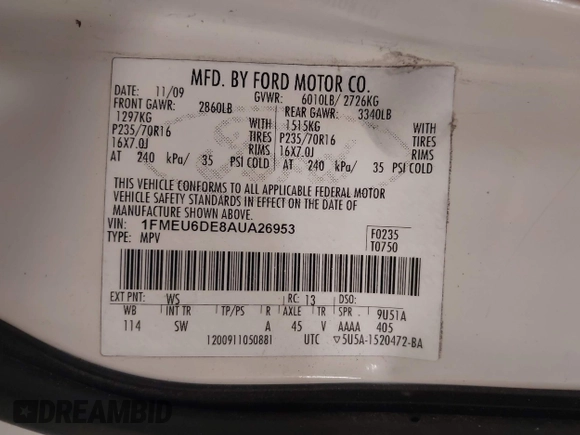 MFD. BY FORD MOTOR CO.
DATE: 11/09 GVWR: 6010LB/ 2726KG
FRONT GAWR: 2860LB REAR GAWR: 3340LB
1297KG 1515KG
P235/70R16 TIRES P235/70R16 TIRES
16X7.0J RIMS 16X7.0J RIMS
AT 240 kPa/ 35 PSI COLD AT 240 kPa/ 35 PSI COLD
THIS VEHICLE CONFORMS TO ALL APPLICABLE FEDERAL MOTOR
VEHICLE SAFETY STANDARDS IN EFFECT ON THE DATE OF
MANUFACTURE SHOWN ABOVE.
VIN: 1FMEU6DE8AUA26953 F0235
TYPE: MPV T0750
EXT PNT: WS RC: 13 DSO:
WB INT TR TP/PS R AXLE TR SPR 9U51A
114 SW A 45 V AAAA 405
1200911050881 UTC ▽5U5A-1520472-BA
DREAMBID